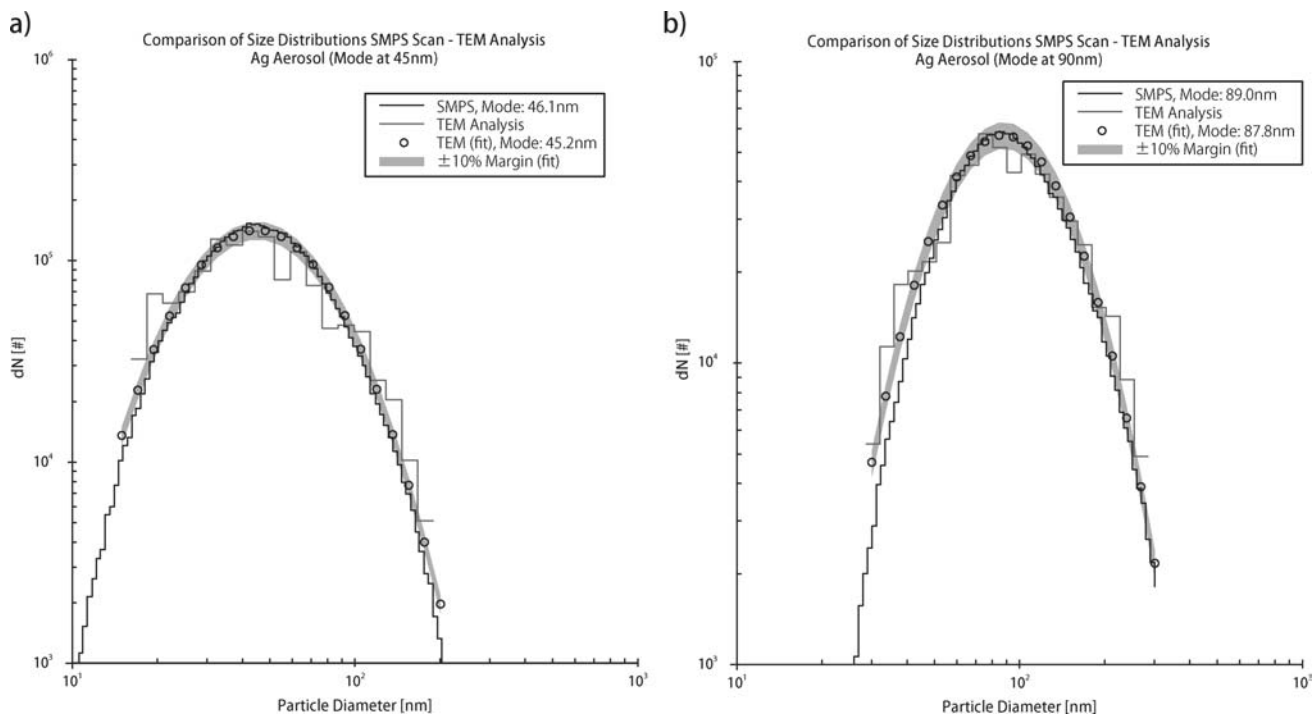 a)
Comparison of Size Distributions SMPS Scan - TEM Analysis
Ag Aerosol (Mode at 45nm)
SMPS, Mode: 46.1nm
TEM Analysis
TEM (fit), Mode: 45.2nm
±10% Margin (fit)
10⁶
10⁵
10⁴
10³
dN [#]
10¹
10²
10³
Particle Diameter [nm]
b)
Comparison of Size Distributions SMPS Scan - TEM Analysis
Ag Aerosol (Mode at 90nm)
SMPS, Mode: 89.0nm
TEM Analysis
TEM (fit), Mode: 87.8nm
±10% Margin (fit)
10⁵
10⁴
10³
dN [#]
10¹
10²
Particle Diameter [nm]